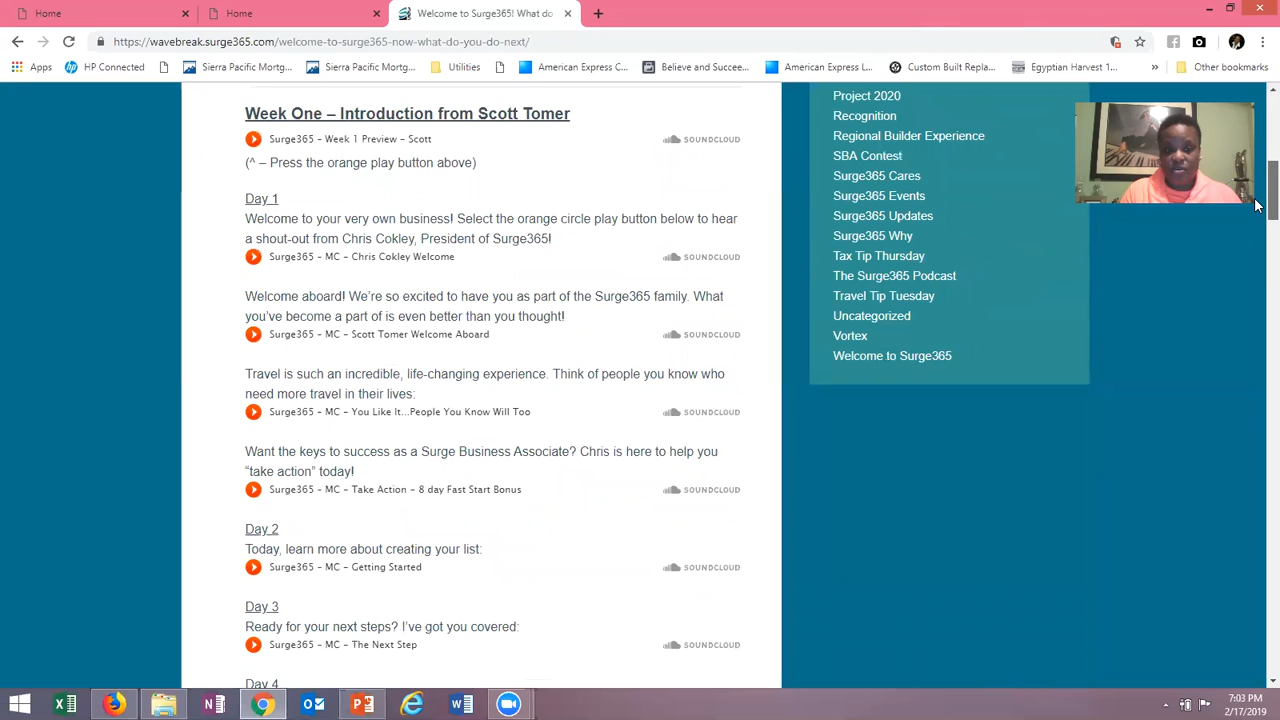 Home
Home
Welcome to Surge365! What do
https://wavebreak.surge365.com/welcome-to-surge365-now-what-do-you-do-next/
Apps
HP Connected
Sierra Pacific Mortg...
Sierra Pacific Mortg...
Utilities
American Express C...
Believe and Succee...
American Express L...
Custom Built Repla...
Egyptian Harvest 1...
»
Other bookmarks
Week One – Introduction from Scott Tomer
Surge365 – Week 1 Preview – Scott
SOUNDCLOUD
(^ – Press the orange play button above)
Day 1
Welcome to your very own business! Select the orange circle play button below to hear
a shout-out from Chris Cokley, President of Surge365!
Surge365 – MC – Chris Cokley Welcome
SOUNDCLOUD
Welcome aboard! We're so excited to have you as part of the Surge365 family. What
you've become a part of is even better than you thought!
Surge365 – MC – Scott Tomer Welcome Aboard
SOUNDCLOUD
Travel is such an incredible, life-changing experience. Think of people you know who
need more travel in their lives:
Surge365 – MC – You Like It...People You Know Will Too
SOUNDCLOUD
Want the keys to success as a Surge Business Associate? Chris is here to help you
“take action” today!
Surge365 – MC – Take Action – 8 day Fast Start Bonus
SOUNDCLOUD
Day 2
Today, learn more about creating your list:
Surge365 – MC – Getting Started
SOUNDCLOUD
Day 3
Ready for your next steps? I've got you covered:
Surge365 – MC – The Next Step
SOUNDCLOUD
Day 4
Project 2020
Recognition
Regional Builder Experience
SBA Contest
Surge365 Cares
Surge365 Events
Surge365 Updates
Surge365 Why
Tax Tip Thursday
The Surge365 Podcast
Travel Tip Tuesday
Uncategorized
Vortex
Welcome to Surge365
7:03 PM
2/17/2019